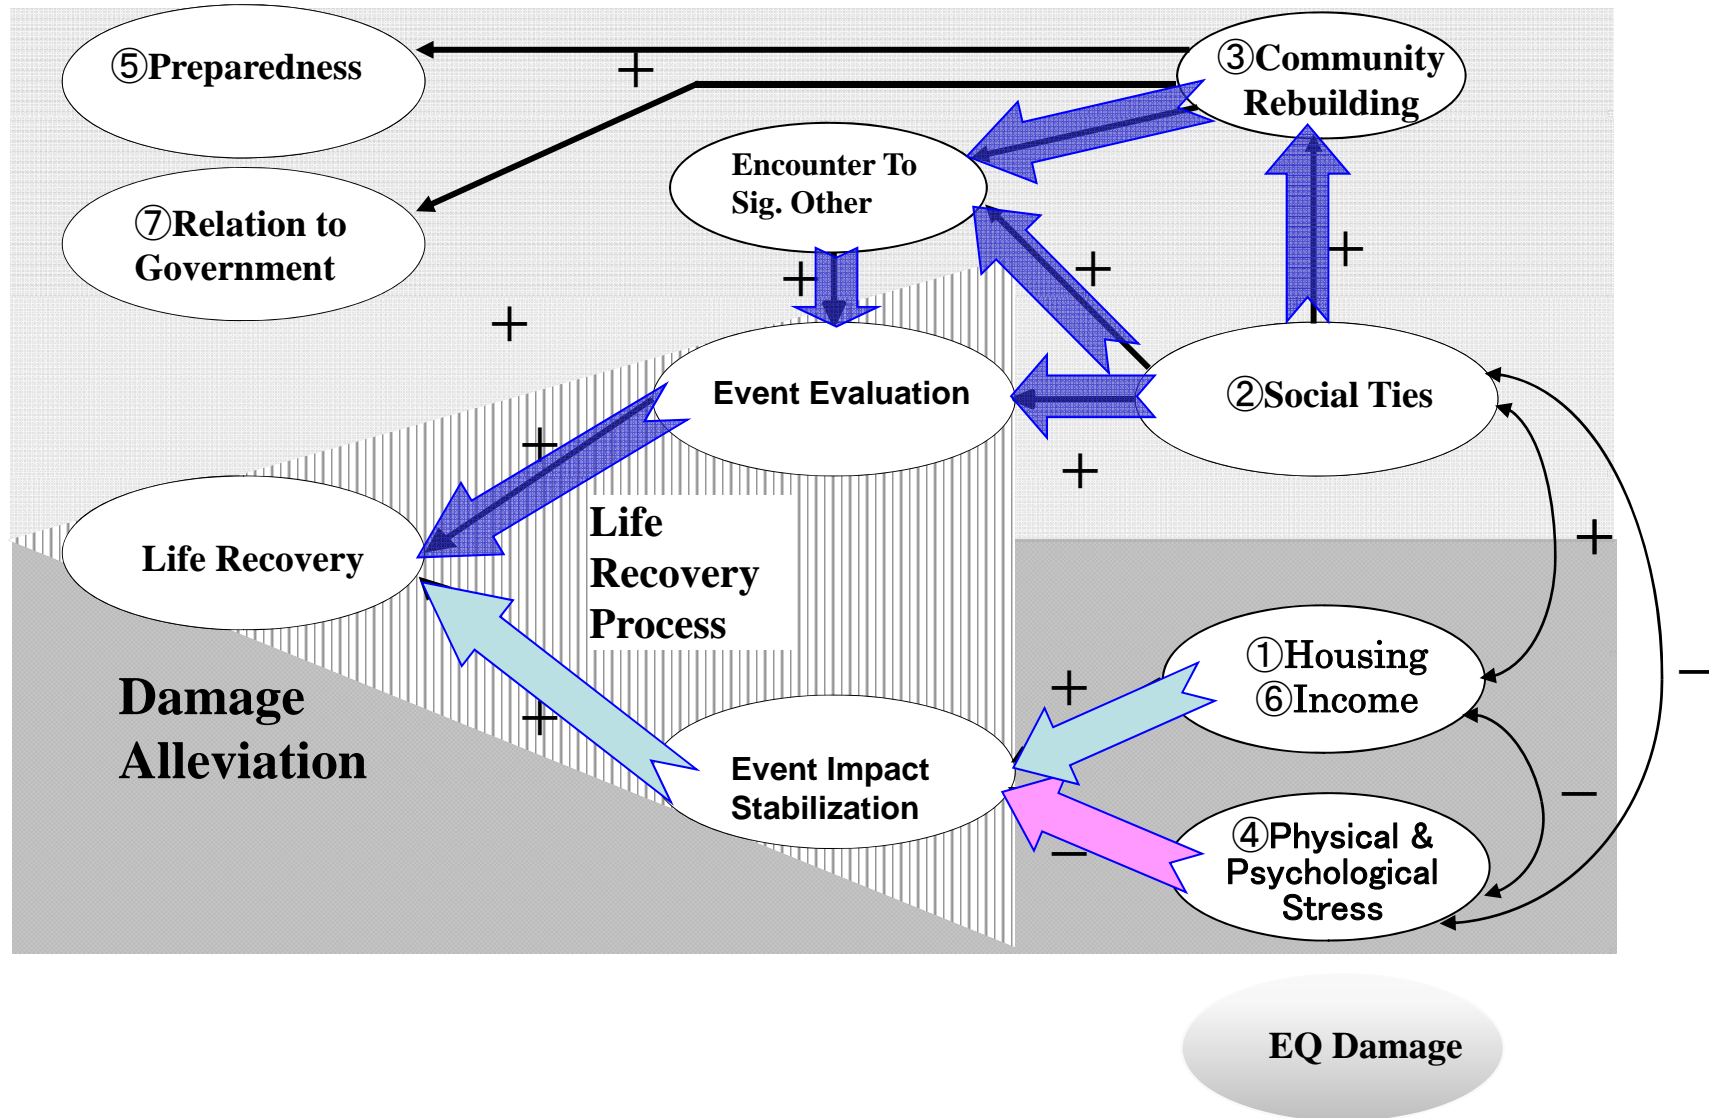 ⑤Preparedness
+
③Community
Rebuilding
Encounter To
Sig. Other
⑦Relation to
Government
+
+
+
+
Event Evaluation
②Social Ties
+
+
Life
Recovery
Process
Life Recovery
+
①Housing
⑥Income
+
−
Damage
Alleviation
+
Event Impact
Stabilization
−
−
④Physical &
Psychological
Stress
EQ Damage